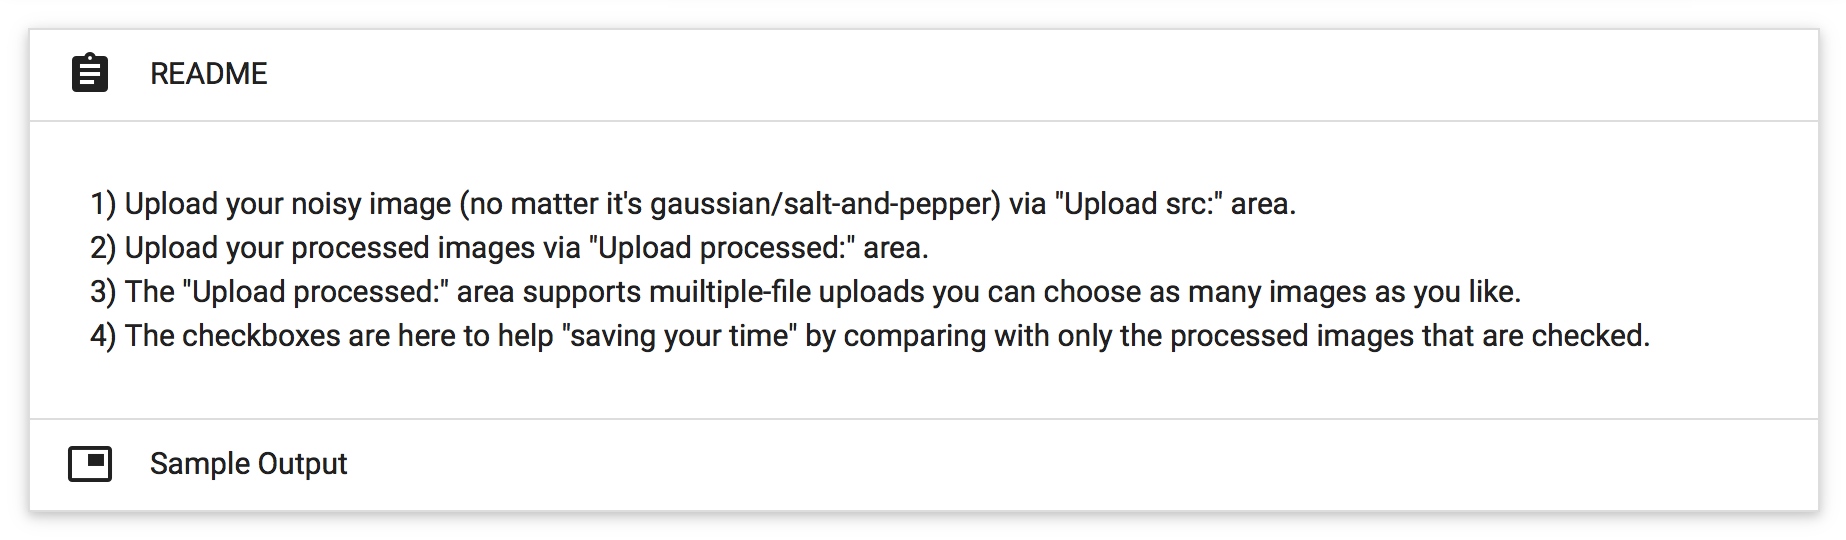 README
1) Upload your noisy image (no matter it's gaussian/salt-and-pepper) via "Upload src:" area.
2) Upload your processed images via "Upload processed:" area.
3) The "Upload processed:" area supports muiltiple-file uploads you can choose as many images as you like.
4) The checkboxes are here to help "saving your time" by comparing with only the processed images that are checked.
Sample Output